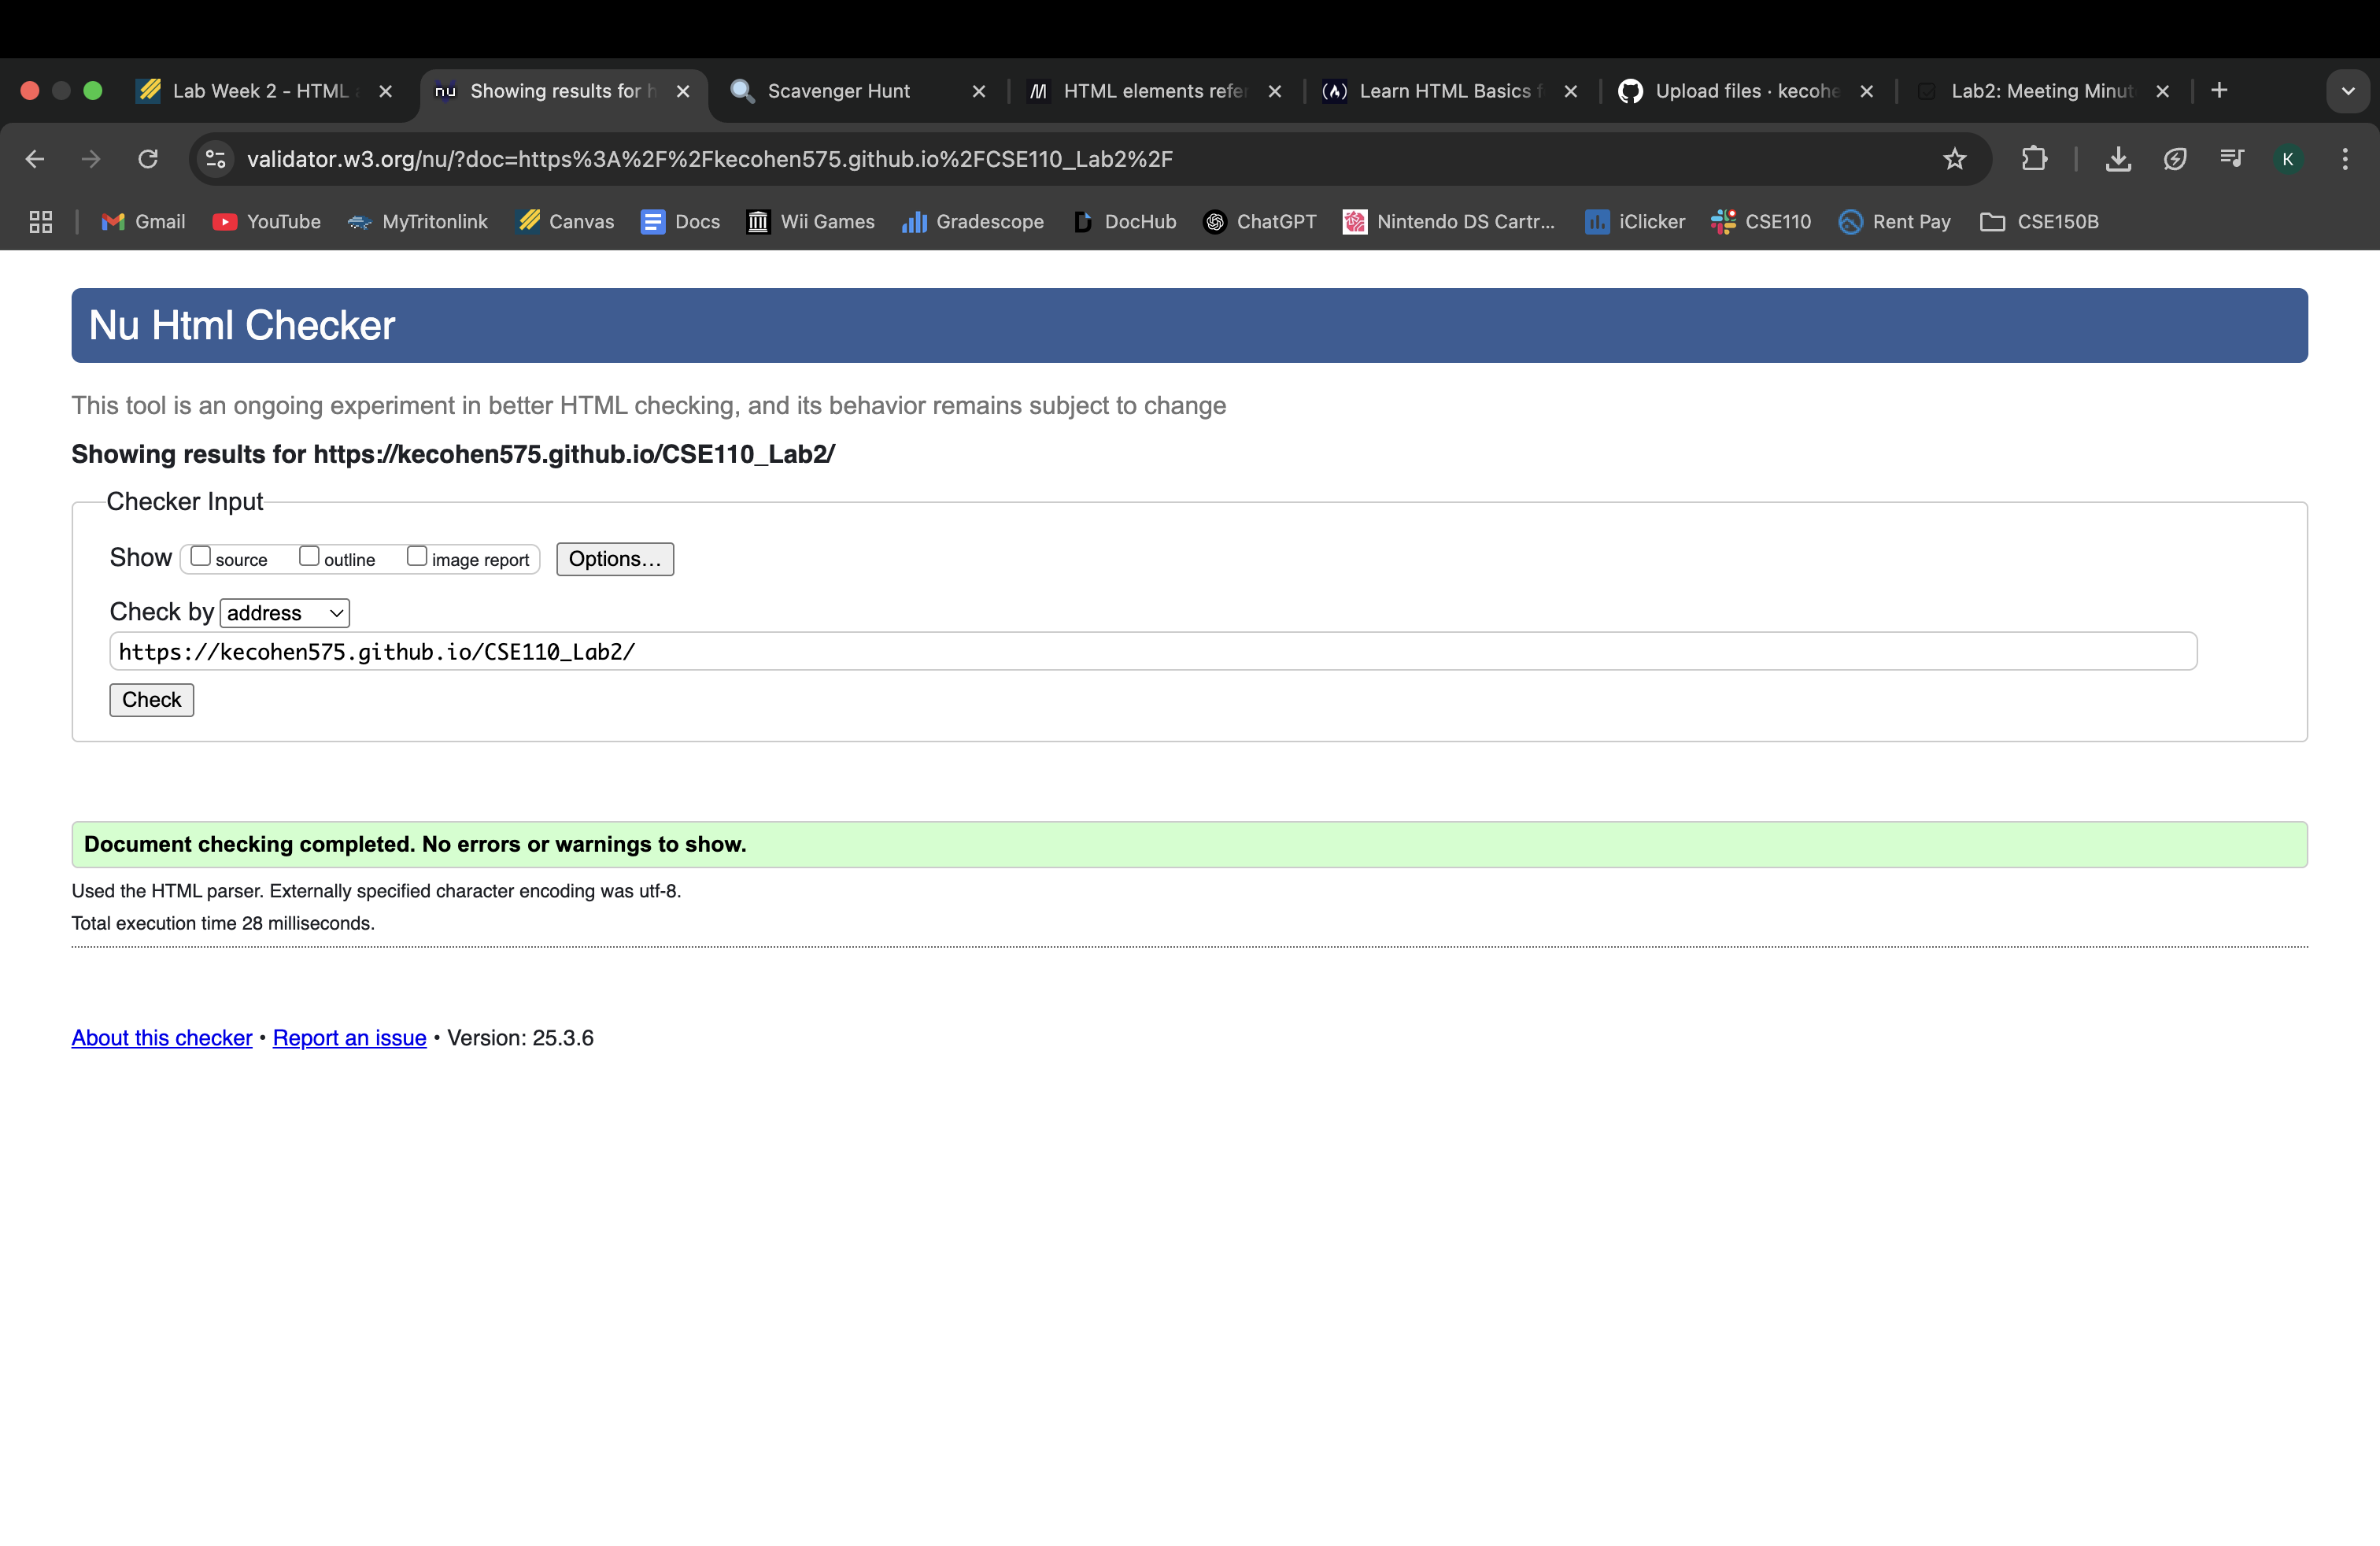 Lab Week 2 - HTML
Showing results for h
Scavenger Hunt
HTML elements refer
Learn HTML Basics f
Upload files · kecohe
Lab2: Meeting Minut
validator.w3.org/nu/?doc=https%3A%2F%2Fkecohen575.github.io%2FCSE110_Lab2%2F
K
Gmail
YouTube
MyTritonlink
Canvas
Docs
Wii Games
Gradescope
DocHub
ChatGPT
Nintendo DS Cartr...
iClicker
CSE110
Rent Pay
CSE150B
Nu Html Checker
This tool is an ongoing experiment in better HTML checking, and its behavior remains subject to change
Showing results for https://kecohen575.github.io/CSE110_Lab2/
Checker Input
Show source outline image report Options...
Check by address
https://kecohen575.github.io/CSE110_Lab2/
Check
Document checking completed. No errors or warnings to show.
Used the HTML parser. Externally specified character encoding was utf-8.
Total execution time 28 milliseconds.
About this checker • Report an issue • Version: 25.3.6